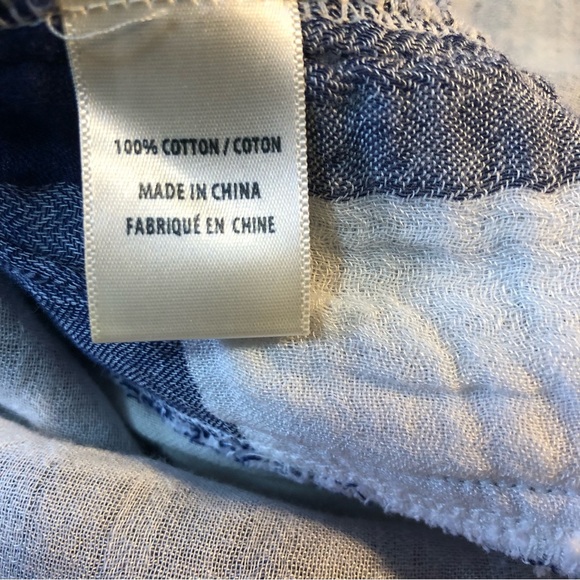 100% COTTON / COTON
MADE IN CHINA
FABRIQUÉ EN CHINE